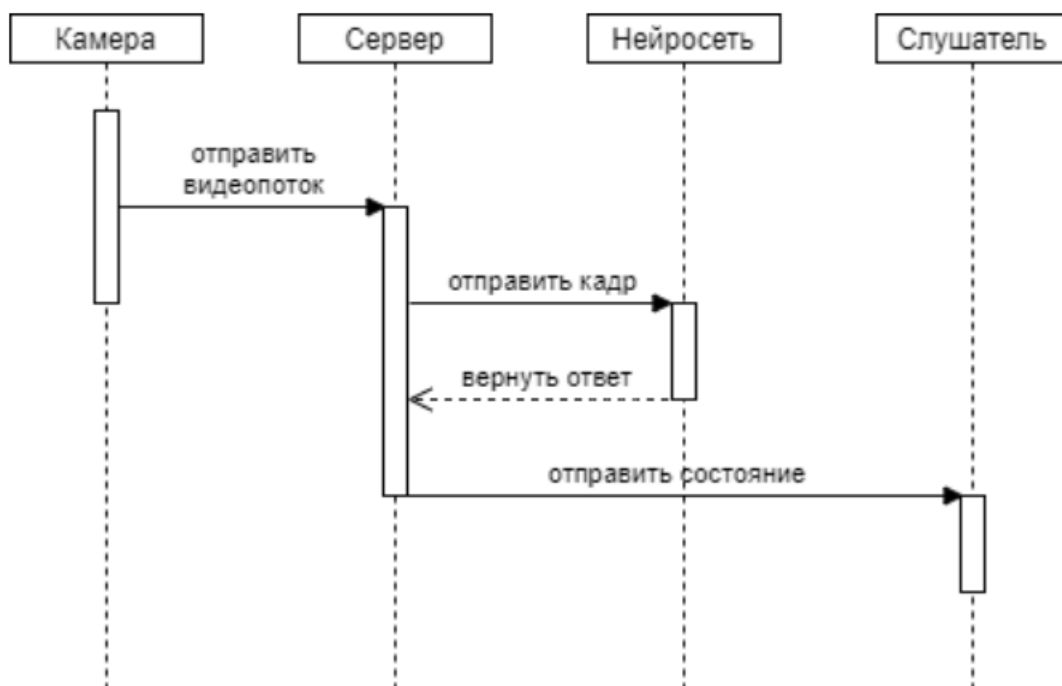 Камера
Сервер
Нейросеть
Слушатель
отправить
видеопоток
отправить кадр
вернуть ответ
отправить состояние